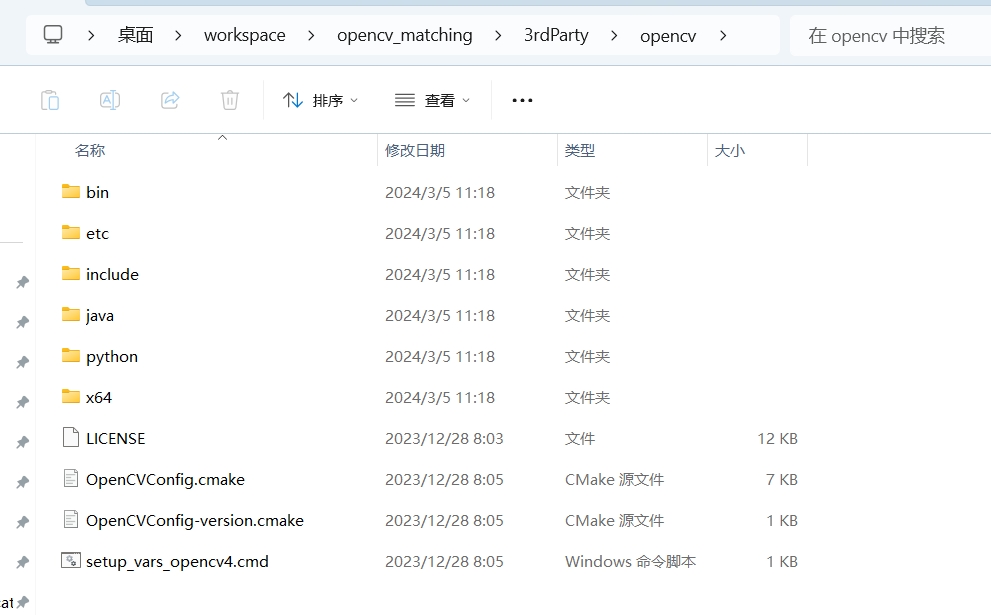 桌面 workspace opencv_matching 3rdParty opencv 在 opencv 中搜索
排序 查看
名称 修改日期 类型 大小
bin 2024/3/5 11:18 文件夹
etc 2024/3/5 11:18 文件夹
include 2024/3/5 11:18 文件夹
java 2024/3/5 11:18 文件夹
python 2024/3/5 11:18 文件夹
x64 2024/3/5 11:18 文件夹
LICENSE 2023/12/28 8:03 文件 12 KB
OpenCVConfig.cmake 2023/12/28 8:05 CMake 源文件 7 KB
OpenCVConfig-version.cmake 2023/12/28 8:05 CMake 源文件 1 KB
setup_vars_opencv4.cmd 2023/12/28 8:05 Windows 命令脚本 1 KB